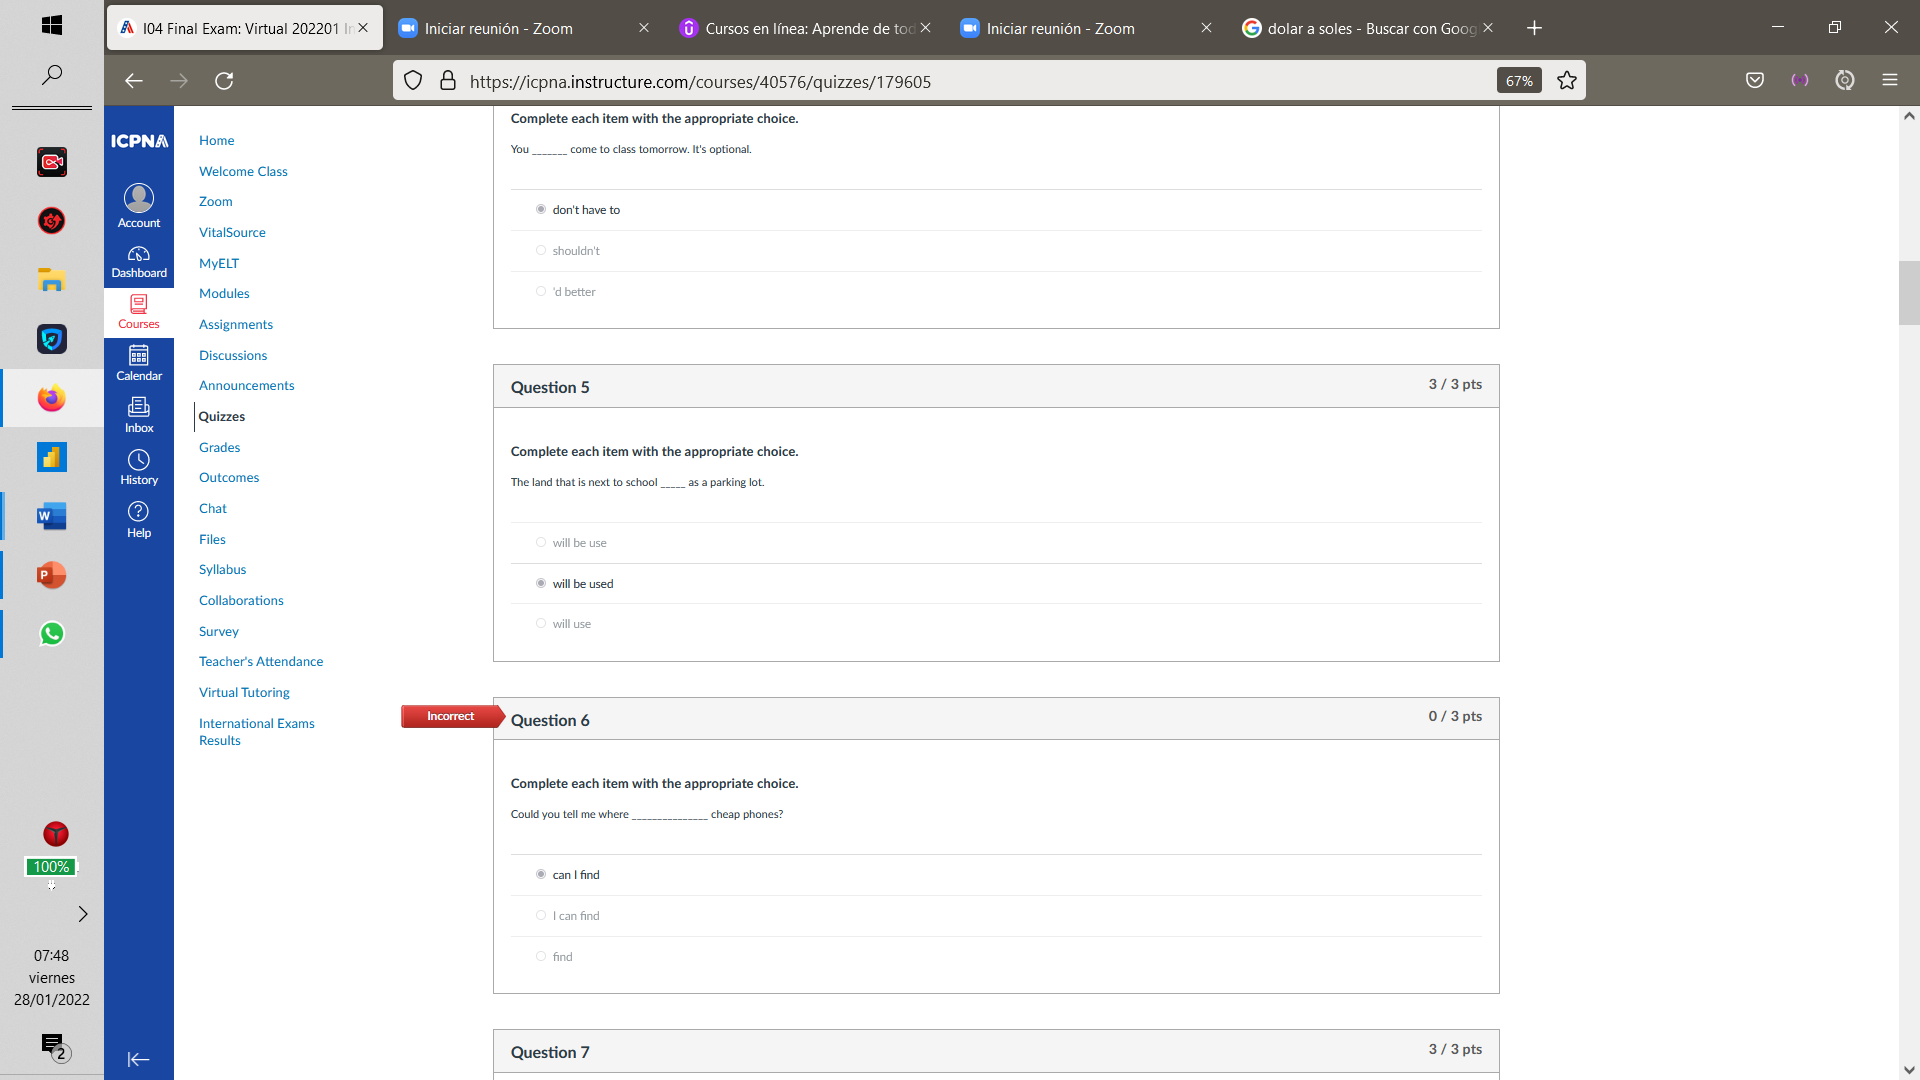 I04 Final Exam: Virtual 202201 In
Iniciar reunión - Zoom
Cursos en línea: Aprende de tod
Iniciar reunión - Zoom
dolar a soles - Buscar con Goog
https://icpna.instructure.com/courses/40576/quizzes/179605
67%
ICPNA
Account
Dashboard
Courses
Calendar
Inbox
History
Help
Home
Welcome Class
Zoom
VitalSource
MyELT
Modules
Assignments
Discussions
Announcements
Quizzes
Grades
Outcomes
Chat
Files
Syllabus
Collaborations
Survey
Teacher's Attendance
Virtual Tutoring
International Exams
Results
Complete each item with the appropriate choice.
You _______ come to class tomorrow. It's optional.
don't have to
shouldn't
'd better
Question 5
3 / 3 pts
Complete each item with the appropriate choice.
The land that is next to school _____ as a parking lot.
will be use
will be used
will use
Incorrect
Question 6
0 / 3 pts
Complete each item with the appropriate choice.
Could you tell me where _______________ cheap phones?
can I find
I can find
find
Question 7
3 / 3 pts
W
P
100%
07:48
viernes
28/01/2022
2